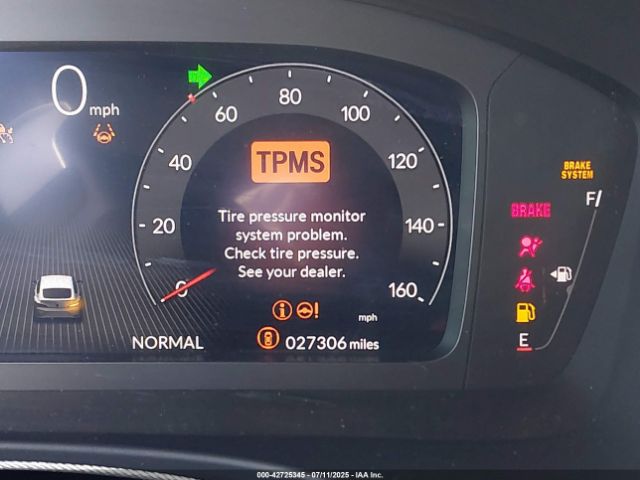 0 mph
0
20
40
60
80
100
120
140
160
TPMS
Tire pressure monitor
system problem.
Check tire pressure.
See your dealer.
mph
NORMAL
027306 miles
BRAKE
SYSTEM
BRAKE
F
E
000-42725345 - 07/11/2025 - IAA Inc.